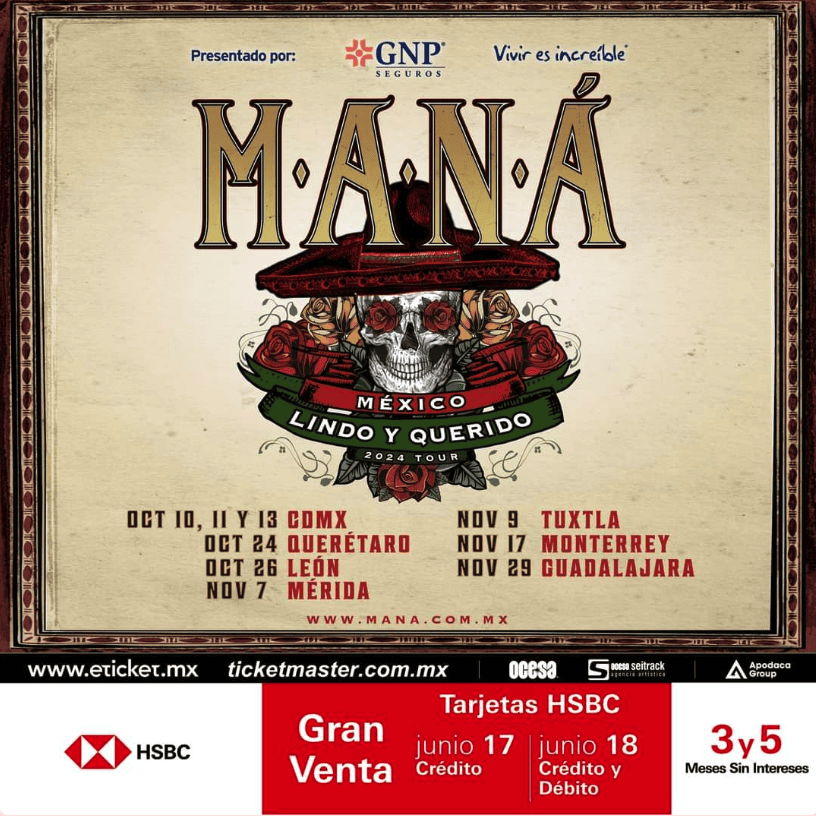 Presentado por:
GNP
SEGUROS
Vivir es increíble
M·A·N·Á
MÉXICO
LINDO Y QUERIDO
2024 TOUR
OCT 10, 11 Y 13 CDMX
OCT 24 QUERÉTARO
OCT 26 LEÓN
NOV 7 MÉRIDA
NOV 9 TUXTLA
NOV 17 MONTERREY
NOV 29 GUADALAJARA
WWW.MANA.COM.MX
www.eticket.mx
ticketmaster.com.mx
ocesa
ocesa seitrack
agencia artística
Apodaca
Group
HSBC
Gran
Venta
Tarjetas HSBC
junio 17
Crédito
junio 18
Crédito y
Débito
3 y 5
Meses Sin Intereses